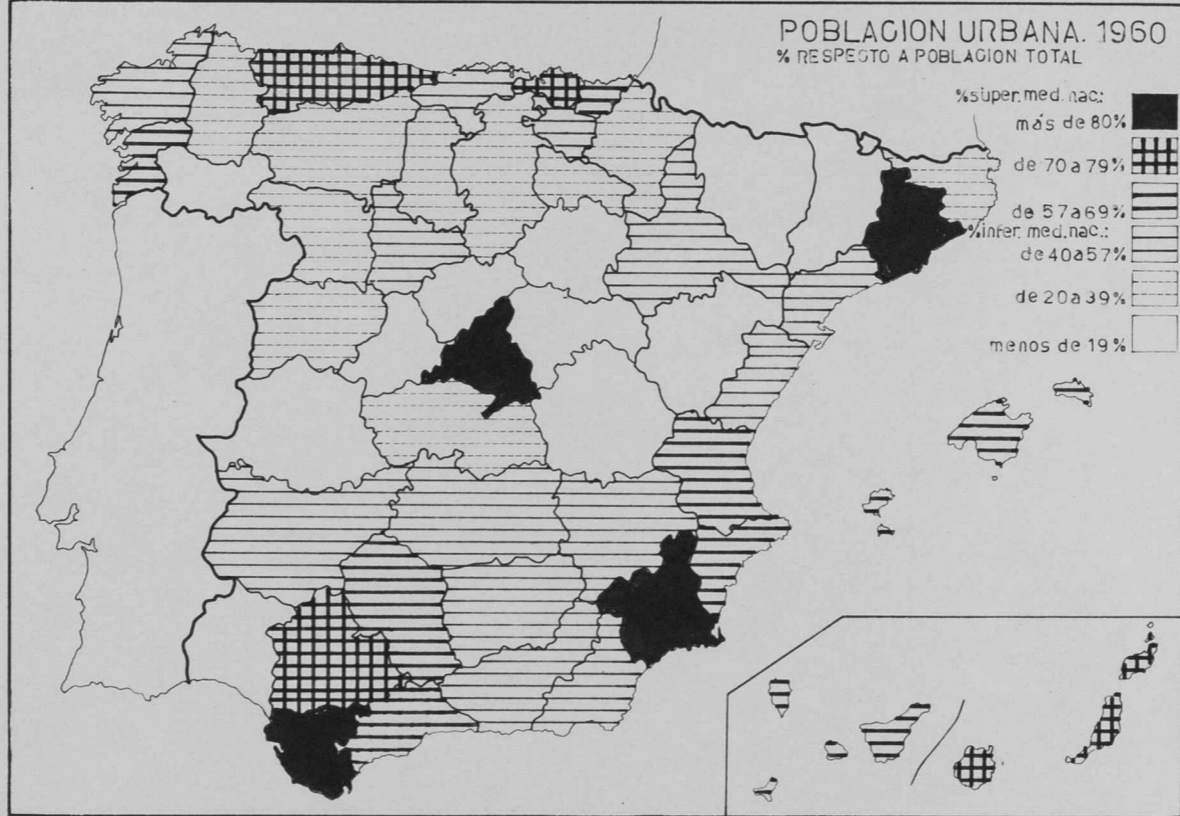 POBLACION URBANA. 1960
% RESPECTO A POBLACION TOTAL
%súper.med.nac.:
más de 80%
de 70 a 79%
de 57 a 69%
%infer.med.nac.:
de 40 a 57%
de 20 a 39%
menos de 19%